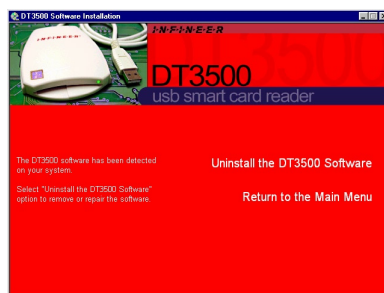 DT3500 Software Installation
I-N-F-I-N-E-E-R
I-N-F-I-N-E-E-R
DT3500
usb smart card reader
The DT3500 software has been detected
on your system.
Select "Uninstall the DT3500 Software"
option to remove or repair the software.
Uninstall the DT3500 Software
Return to the Main Menu